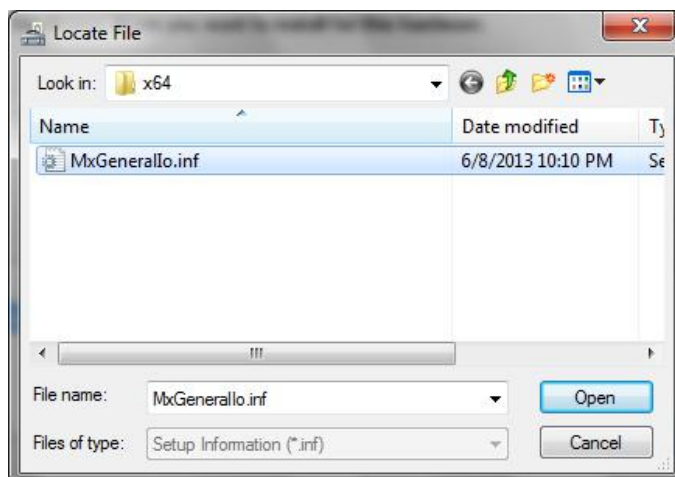 Locate File
Look in: x64
Name Date modified Ty
MxGeneralIo.inf 6/8/2013 10:10 PM Se
File name: MxGeneralIo.inf Open
Files of type: Setup Information (*.inf) Cancel